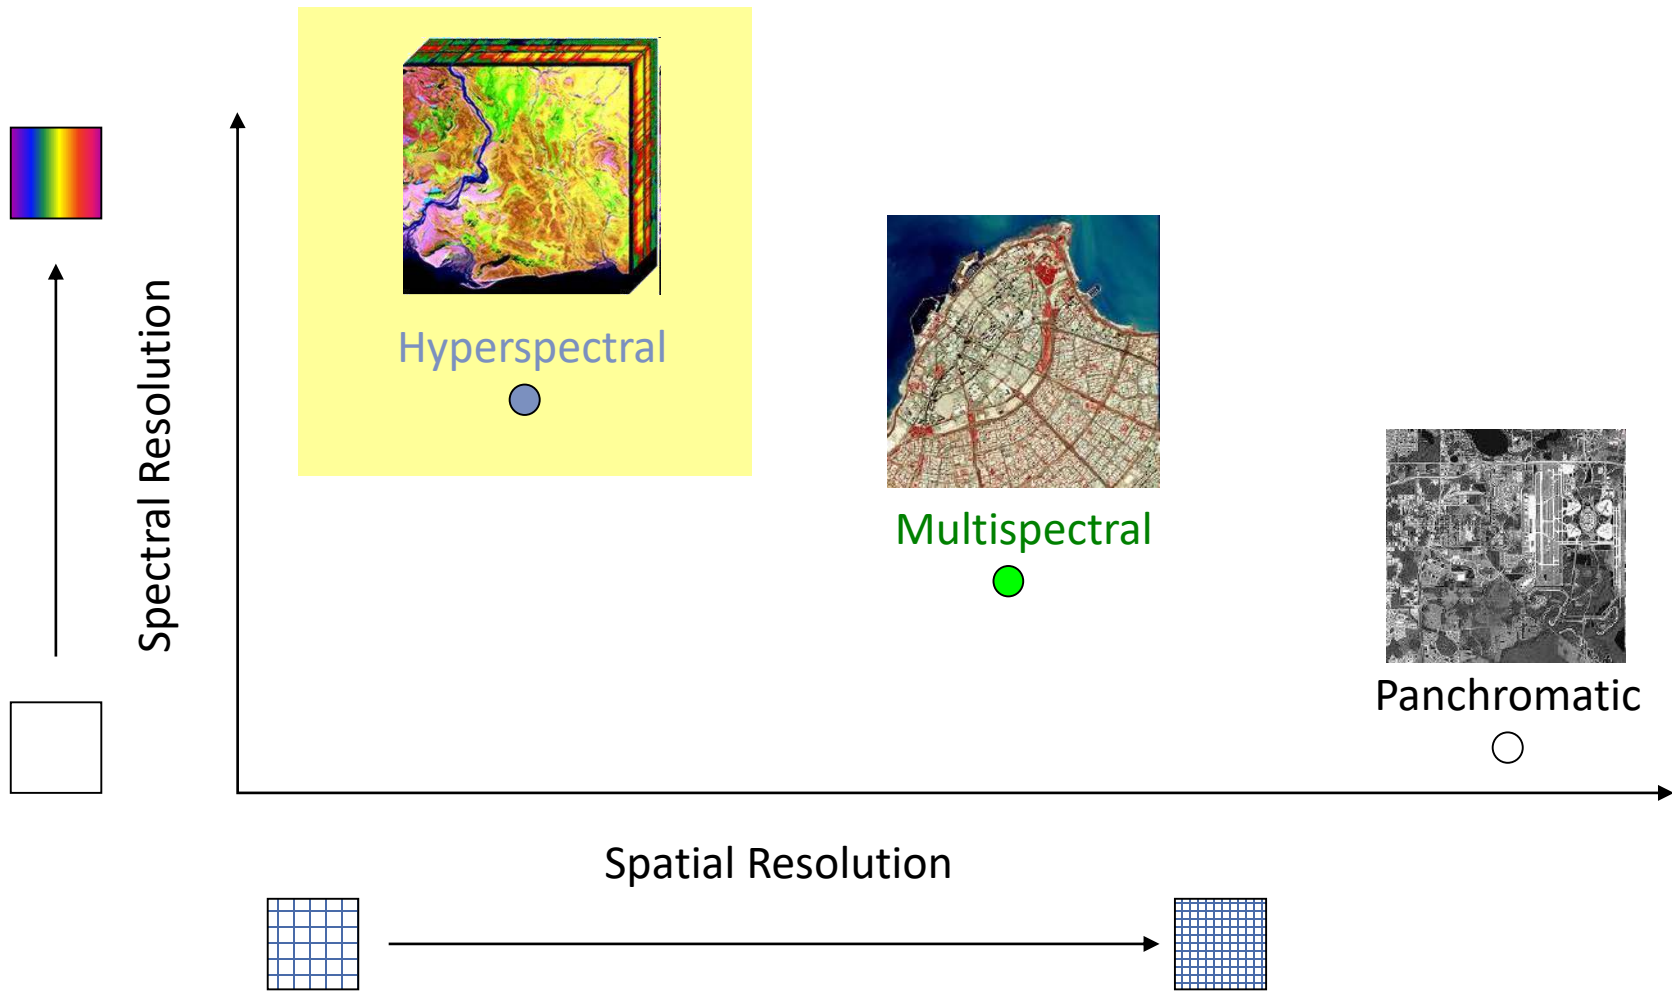 Hyperspectral
Spectral Resolution
Multispectral
Panchromatic
Spatial Resolution